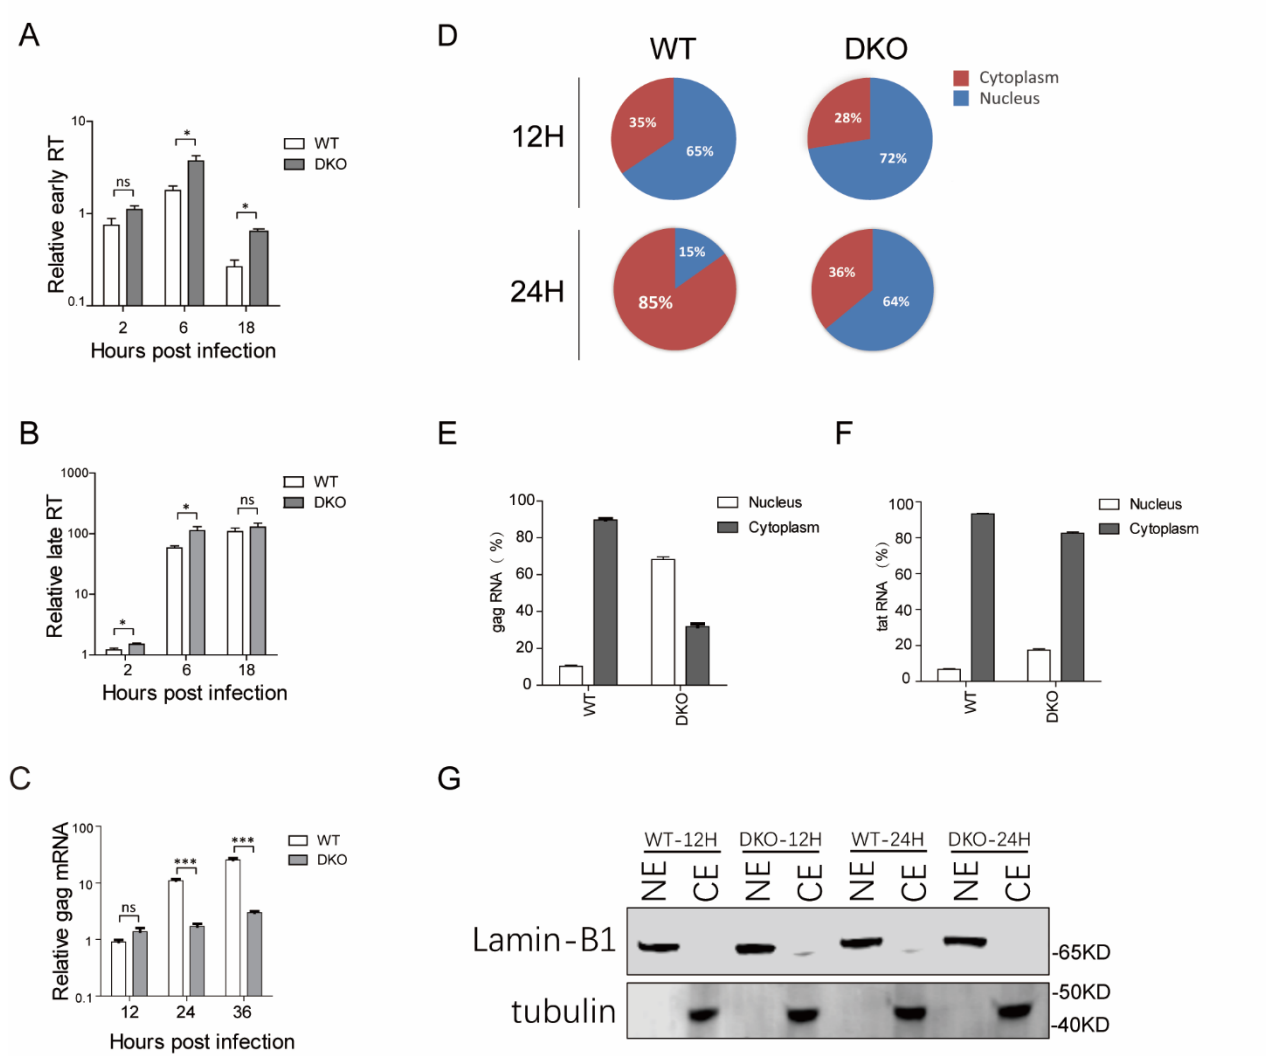 A
10
1
0.1
Relative early RT
ns
*
*
WT
DKO
2 6 18
Hours post infection
B
1000
100
10
1
Relative late RT
*
*
ns
WT
DKO
2 6 18
Hours post infection
C
100
10
1
0.1
Relative gag mRNA
ns
***
***
WT
DKO
12 24 36
Hours post infection
D
WT DKO
Cytoplasm
Nucleus
12H
35%
65%
28%
72%
24H
15%
85%
36%
64%
E
100
80
60
40
20
0
gag RNA ( %)
Nucleus
Cytoplasm
WT
DKO
F
100
80
60
40
20
0
tat RNA (%)
Nucleus
Cytoplasm
WT
DKO
G
WT-12H DKO-12H WT-24H DKO-24H
NE CE NE CE NE CE NE CE
Lamin-B1
-65KD
tubulin
-50KD
-40KD